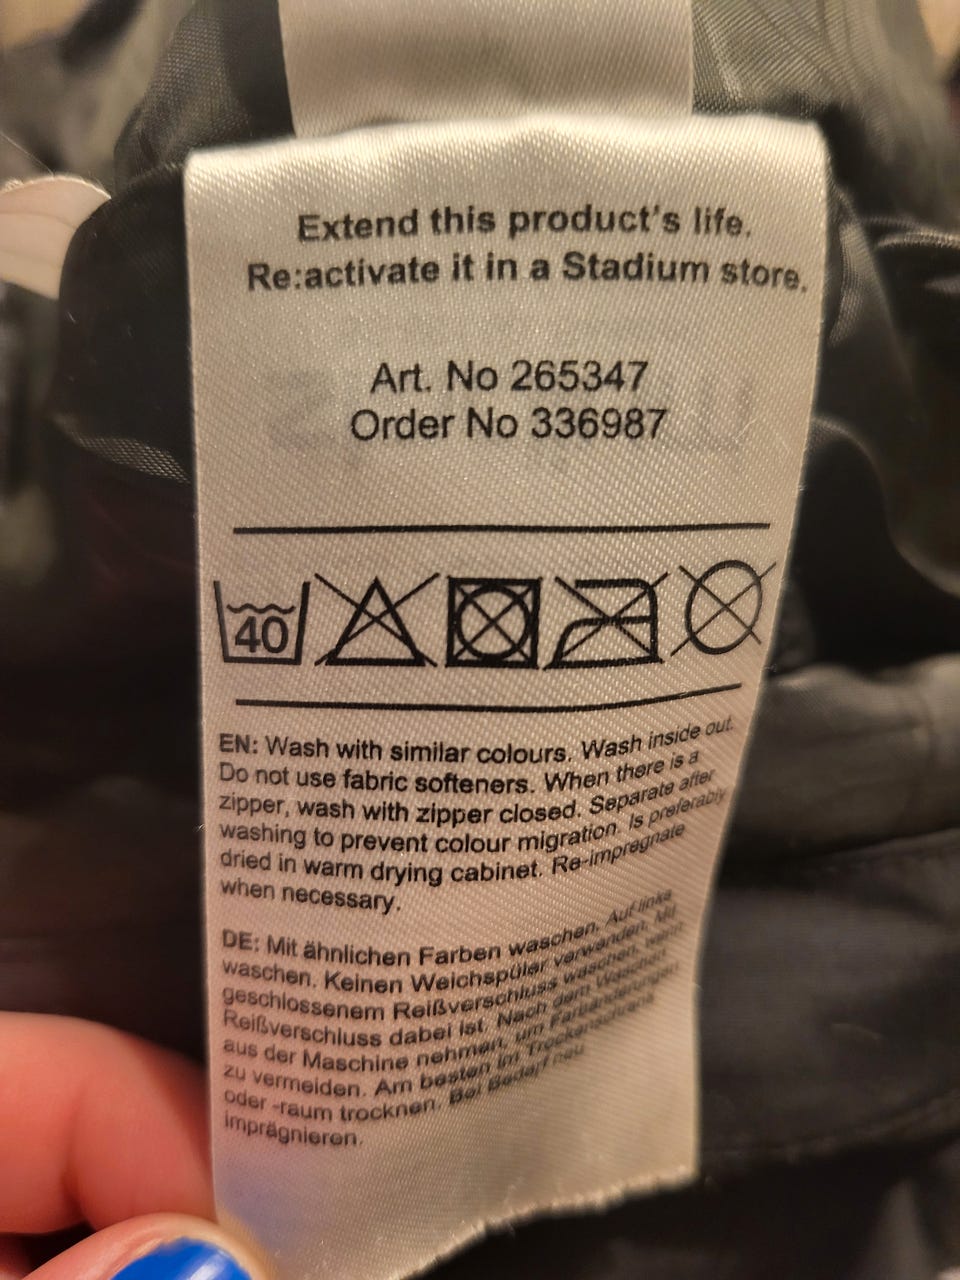 Extend this product's life.
Re:activate it in a Stadium store.
Art. No 265347
Order No 336987
40
EN: Wash with similar colours. Wash inside out.
Do not use fabric softeners. When there is a
zipper, wash with zipper closed. Separate after
washing to prevent colour migration. Is preferably
dried in warm drying cabinet. Re-impregnate
when necessary.
DE: Mit ähnlichen Farben waschen. Auf links
waschen. Keinen Weichspüler verwenden. Mit
geschlossenem Reißverschluss waschen, wenn
Reißverschluss dabei ist. Nach dem Waschen
aus der Maschine nehmen, um Farbänderungen
zu vermeiden. Am besten im Trockenschrank
oder -raum trocknen. Bei Bedarf neu
imprägnieren.